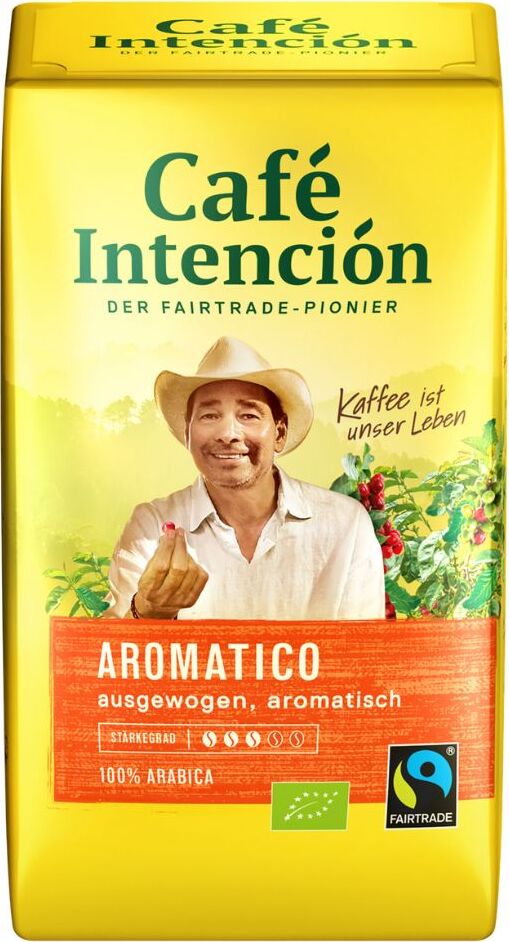 Café
Intención
DER FAIRTRADE-PIONIER
Café
Intención
DER FAIRTRADE-PIONIER
Kaffee ist
unser Leben
AROMATICO
ausgewogen, aromatisch
STÄRKEGRAD
100% ARABICA
®
FAIRTRADE